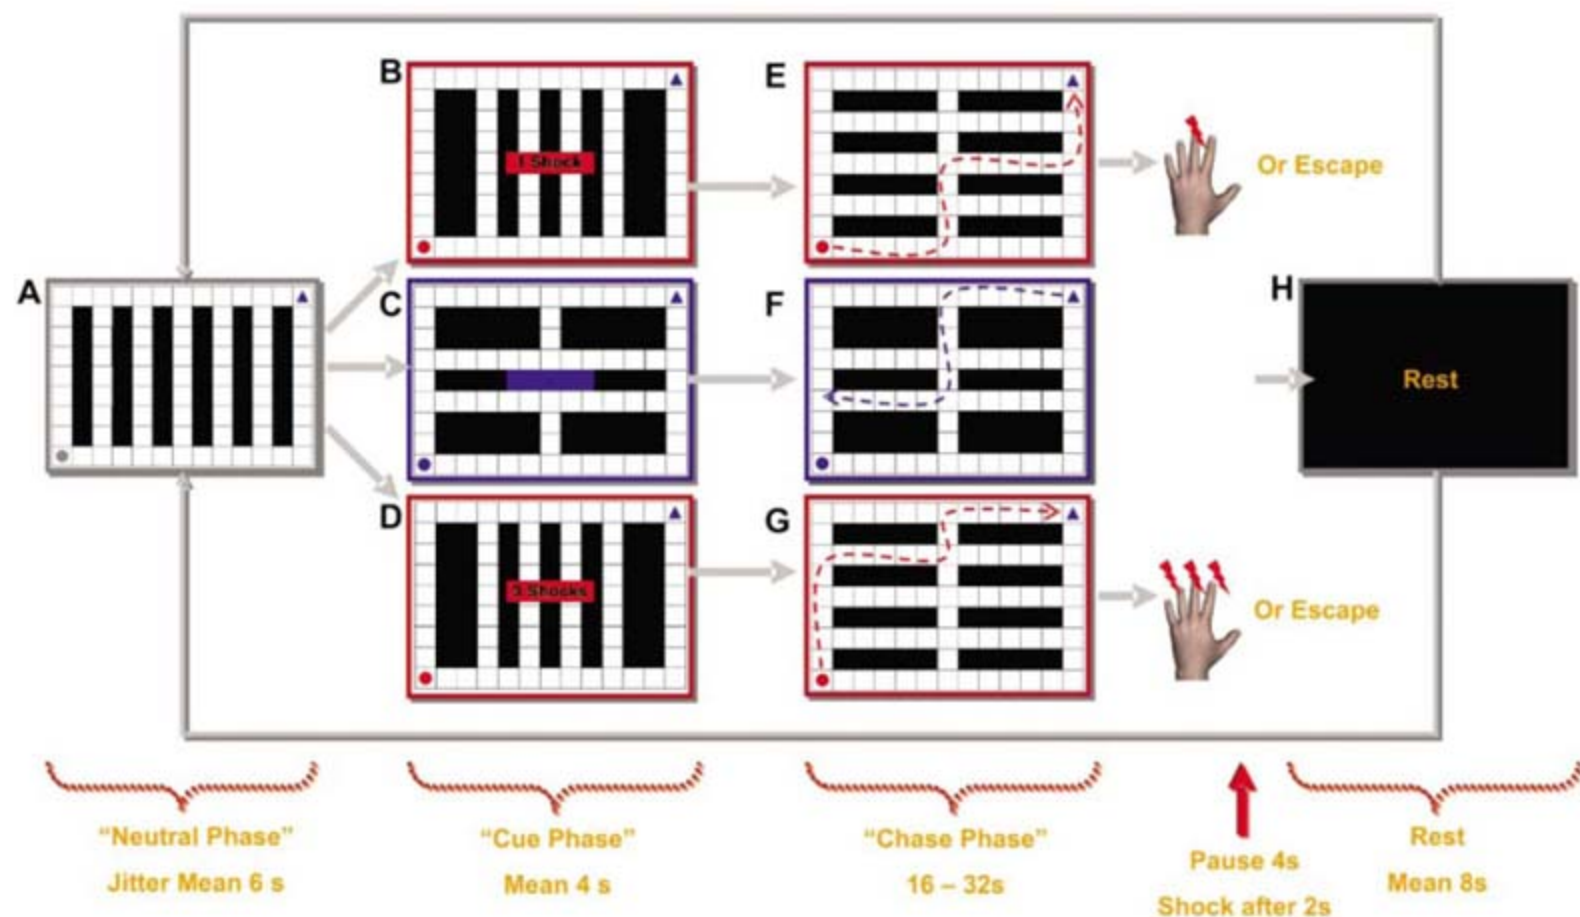 B
E
1 Shock
Or Escape
A
C
F
H
Rest
D
G
3 Shocks
Or Escape
“Neutral Phase”
Jitter Mean 6 s
“Cue Phase”
Mean 4 s
“Chase Phase”
16 – 32s
Pause 4s
Shock after 2s
Rest
Mean 8s